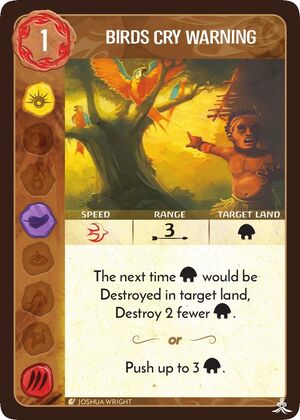 1
BIRDS CRY WARNING
SPEED RANGE TARGET LAND
3
The next time would be
Destroyed in target land,
Destroy 2 fewer .
or
Push up to 3 .
JOSHUA WRIGHT